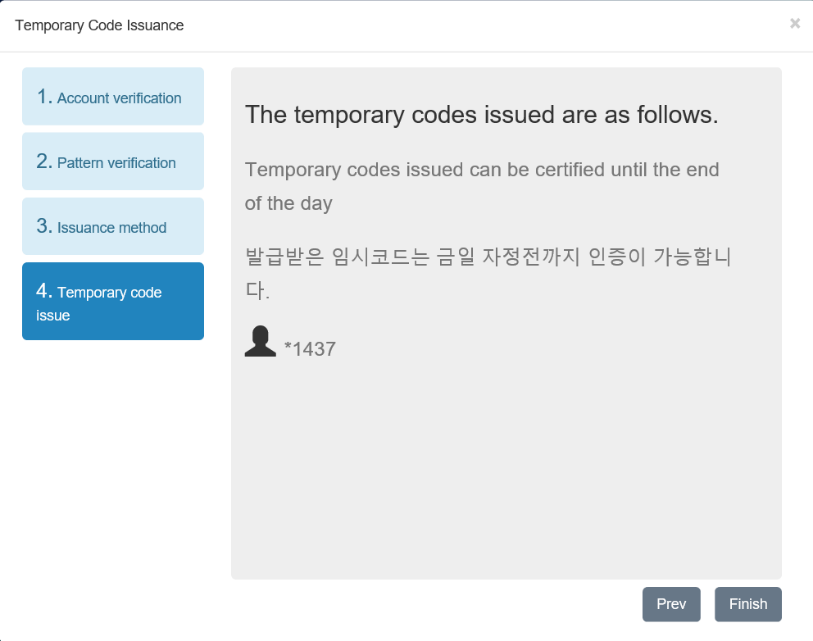 Temporary Code Issuance
×
1. Account verification
2. Pattern verification
3. Issuance method
4. Temporary code
issue
The temporary codes issued are as follows.
Temporary codes issued can be certified until the end
of the day
발급받은 임시코드는 금일 자정전까지 인증이 가능합니
다.
*1437
Prev
Finish